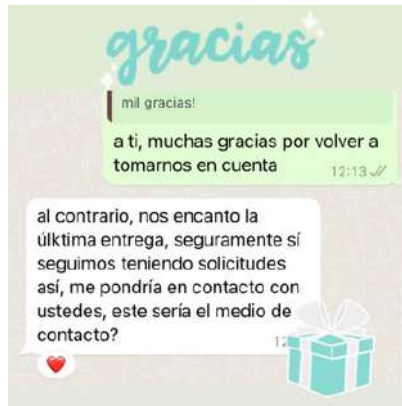 gracias
mil gracias!
a ti, muchas gracias por volver a
tomarnos en cuenta
12:13
al contrario, nos encanto la
úlktima entrega, seguramente sí
seguimos teniendo solicitudes
así, me pondría en contacto con
ustedes, este sería el medio de
contacto?